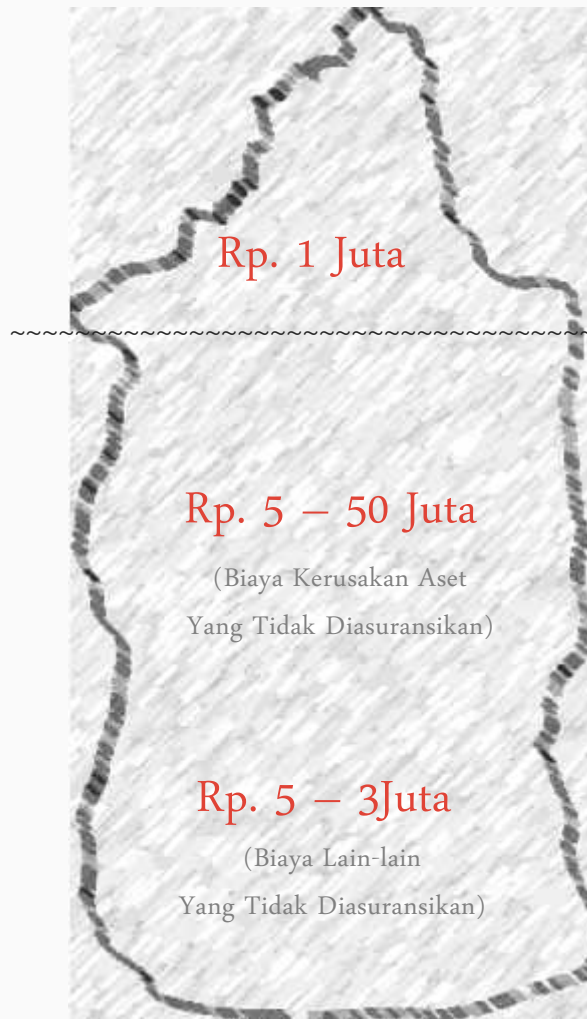 Rp. 1 Juta
~~~~~~~~~~~~~~~~~~~~~~~~~~~~~~~~~~~
Rp. 5 – 50 Juta
(Biaya Kerusakan Aset
Yang Tidak Diasuransikan)
Rp. 5 – 3Juta
(Biaya Lain-lain
Yang Tidak Diasuransikan)